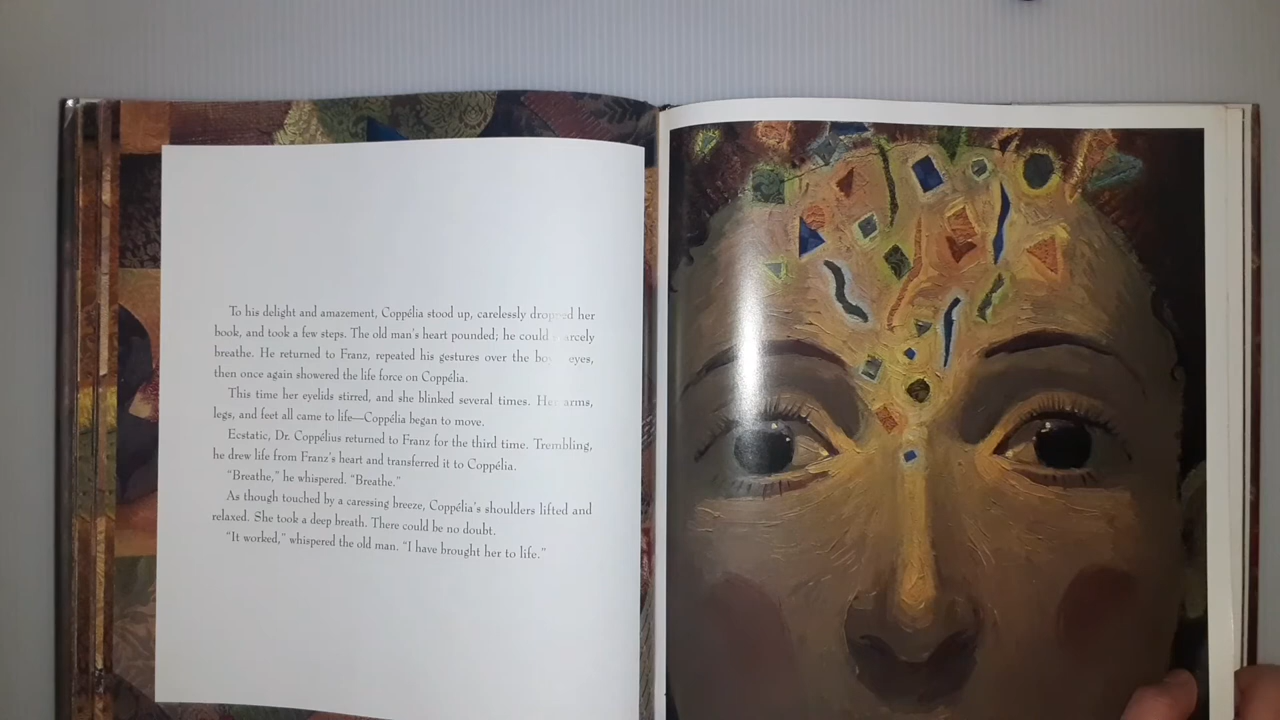 To his delight and amazement, Coppélia stood up, carelessly dropped her
book, and took a few steps. The old man's heart pounded; he could scarcely
breathe. He returned to Franz, repeated his gestures over the boy's eyes,
then once again showered the life force on Coppélia.
This time her eyelids stirred, and she blinked several times. Her arms,
legs, and feet all came to life—Coppélia began to move.
Ecstatic, Dr. Coppélius returned to Franz for the third time. Trembling,
he drew life from Franz's heart and transferred it to Coppélia.
“Breathe,” he whispered. “Breathe.”
As though touched by a caressing breeze, Coppélia's shoulders lifted and
relaxed. She took a deep breath. There could be no doubt.
“It worked,” whispered the old man. “I have brought her to life.”